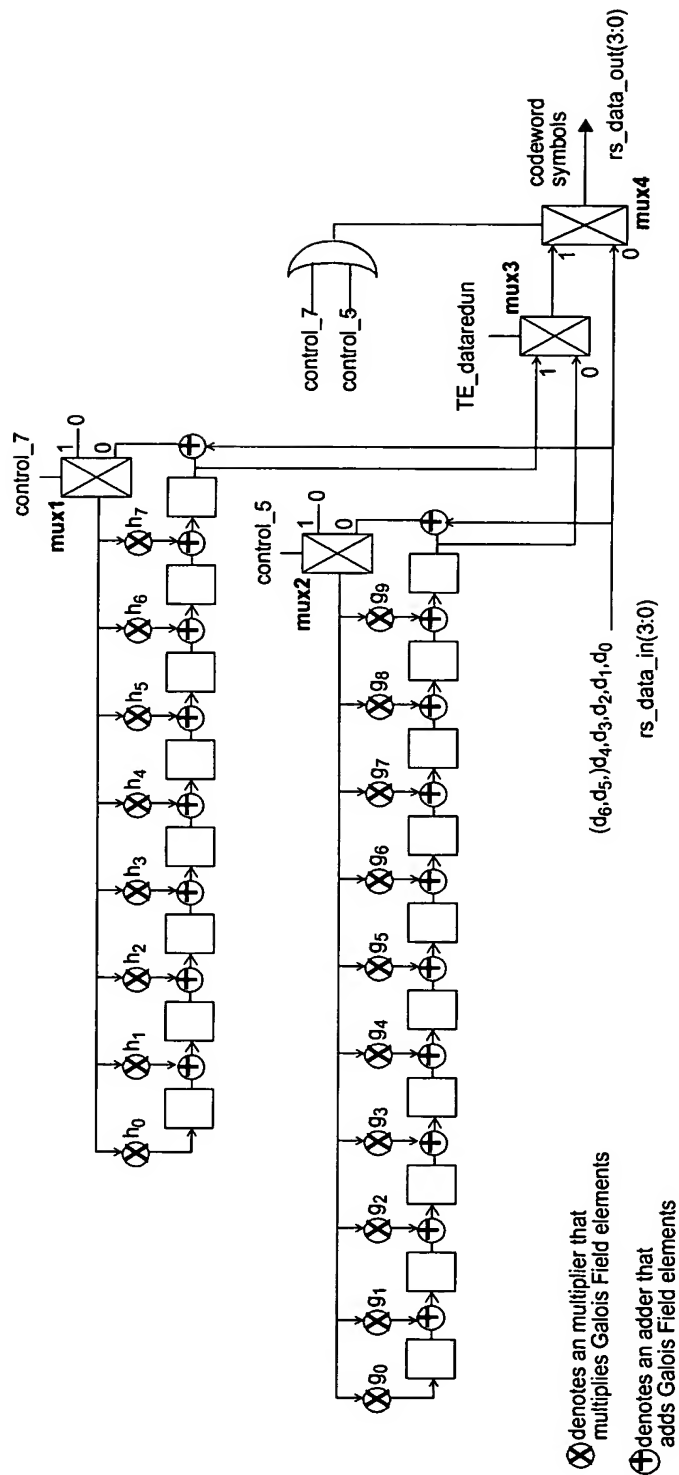 control_7
mux1
1 0
0
h0 h1 h2 h3 h4 h5 h6 h7
control_5
mux2
1 0
0
g0 g1 g2 g3 g4 g5 g6 g7 g8 g9
control_7
control_5
TE_dataredun
mux3
1
0
mux4
1
0
codeword
symbols
rs_data_out(3:0)
(d6,d5,)d4,d3,d2,d1,d0
rs_data_in(3:0)
denotes an multiplier that
multiplies Galois Field elements
denotes an adder that
adds Galois Field elements